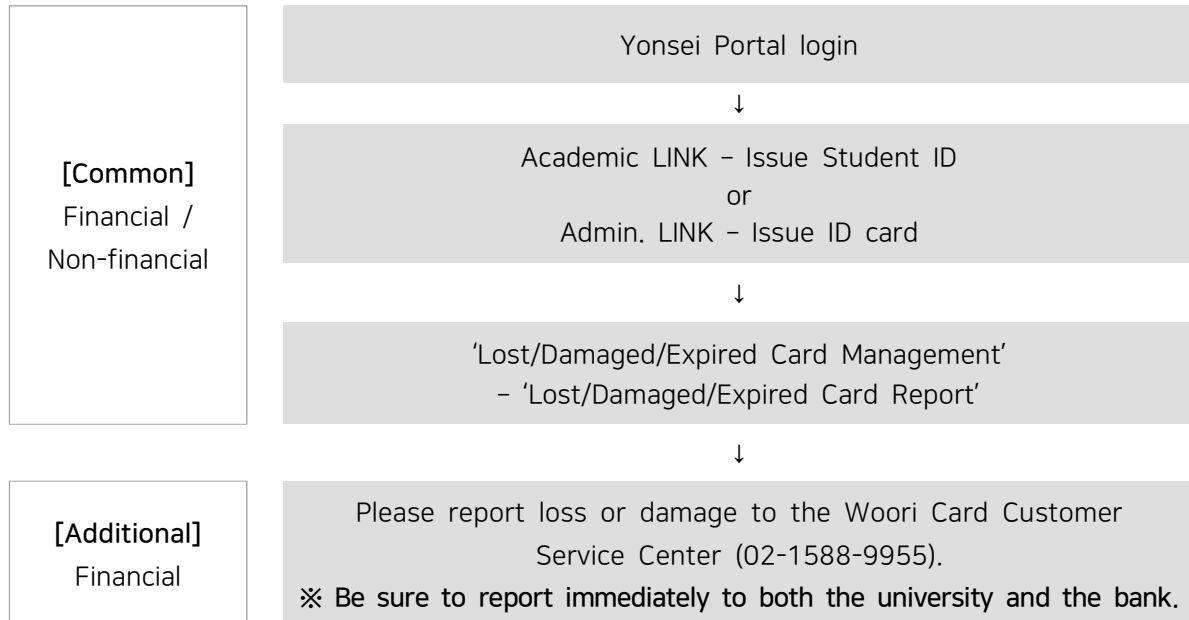 [Common]
Financial /
Non-financial
Yonsei Portal login
↓
Academic LINK – Issue Student ID
or
Admin. LINK – Issue ID card
↓
‘Lost/Damaged/Expired Card Management’
– ‘Lost/Damaged/Expired Card Report’
↓
[Additional]
Financial
Please report loss or damage to the Woori Card Customer
Service Center (02-1588-9955).
※ Be sure to report immediately to both the university and the bank.